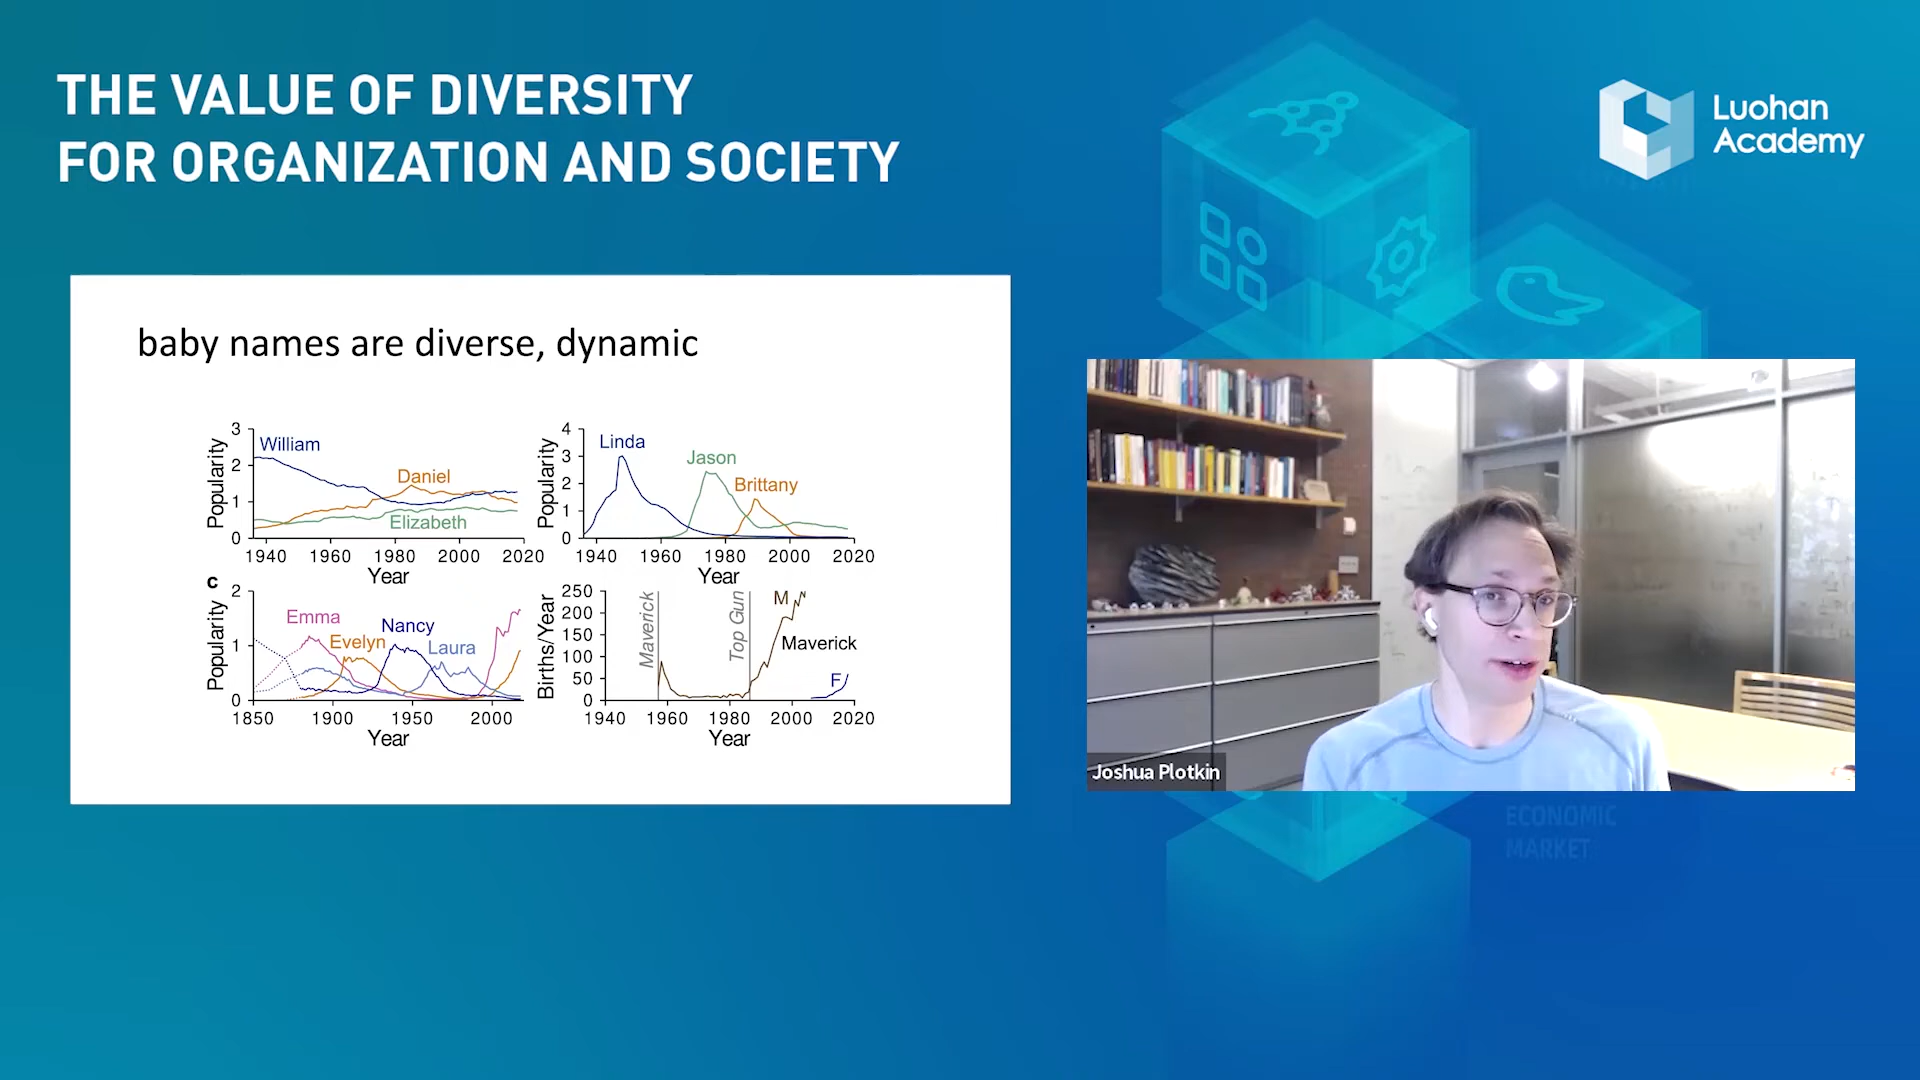 THE VALUE OF DIVERSITY
FOR ORGANIZATION AND SOCIETY
Luohan
Academy
baby names are diverse, dynamic
3
2
1
0
Popularity
William
Daniel
Elizabeth
1940 1960 1980 2000 2020
Year
4
3
2
1
0
Popularity
Linda
Jason
Brittany
1940 1960 1980 2000 2020
Year
c
2
1
0
Popularity
Emma
Evelyn
Nancy
Laura
1850 1900 1950 2000
Year
250
200
150
100
50
0
Births/Year
Maverick
Top Gun
M
Maverick
F
1940 1960 1980 2000 2020
Year
Joshua Plotkin
ECONOMIC
MARKET